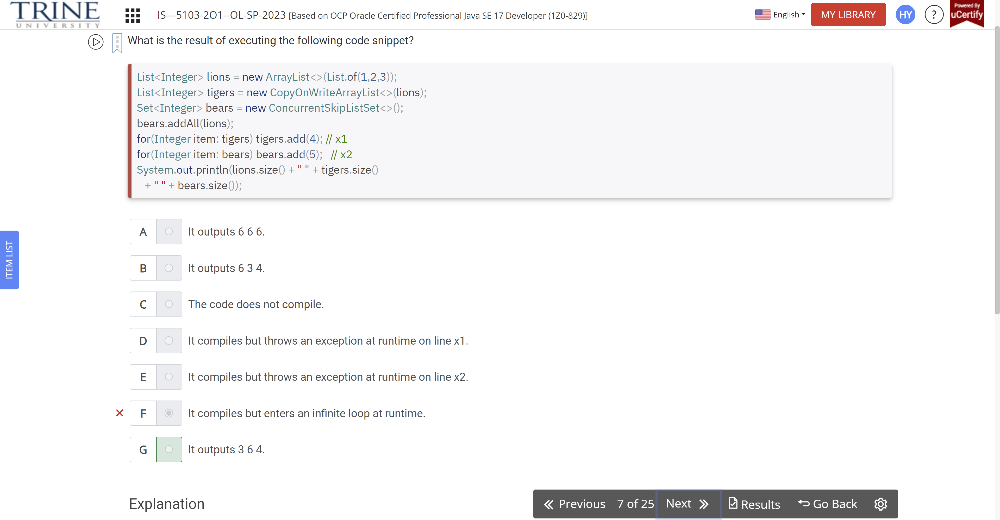 TRINE
UNIVERSITY
IS---5103-2O1--OL-SP-2023 [Based on OCP Oracle Certified Professional Java SE 17 Developer (1Z0-829)]
English
MY LIBRARY
HY
?
Powered By
uCertify
What is the result of executing the following code snippet?
List<Integer> lions = new ArrayList<>(List.of(1,2,3));
List<Integer> tigers = new CopyOnWriteArrayList<>(lions);
Set<Integer> bears = new ConcurrentSkipListSet<>();
bears.addAll(lions);
for(Integer item: tigers) tigers.add(4); // x1
for(Integer item: bears) bears.add(5);  // x2
System.out.println(lions.size() + " " + tigers.size()
+ " " + bears.size());
A It outputs 6 6 6.
B It outputs 6 3 4.
C The code does not compile.
D It compiles but throws an exception at runtime on line x1.
E It compiles but throws an exception at runtime on line x2.
F It compiles but enters an infinite loop at runtime.
G It outputs 3 6 4.
ITEM LIST
Explanation
Previous 7 of 25 Next Results Go Back